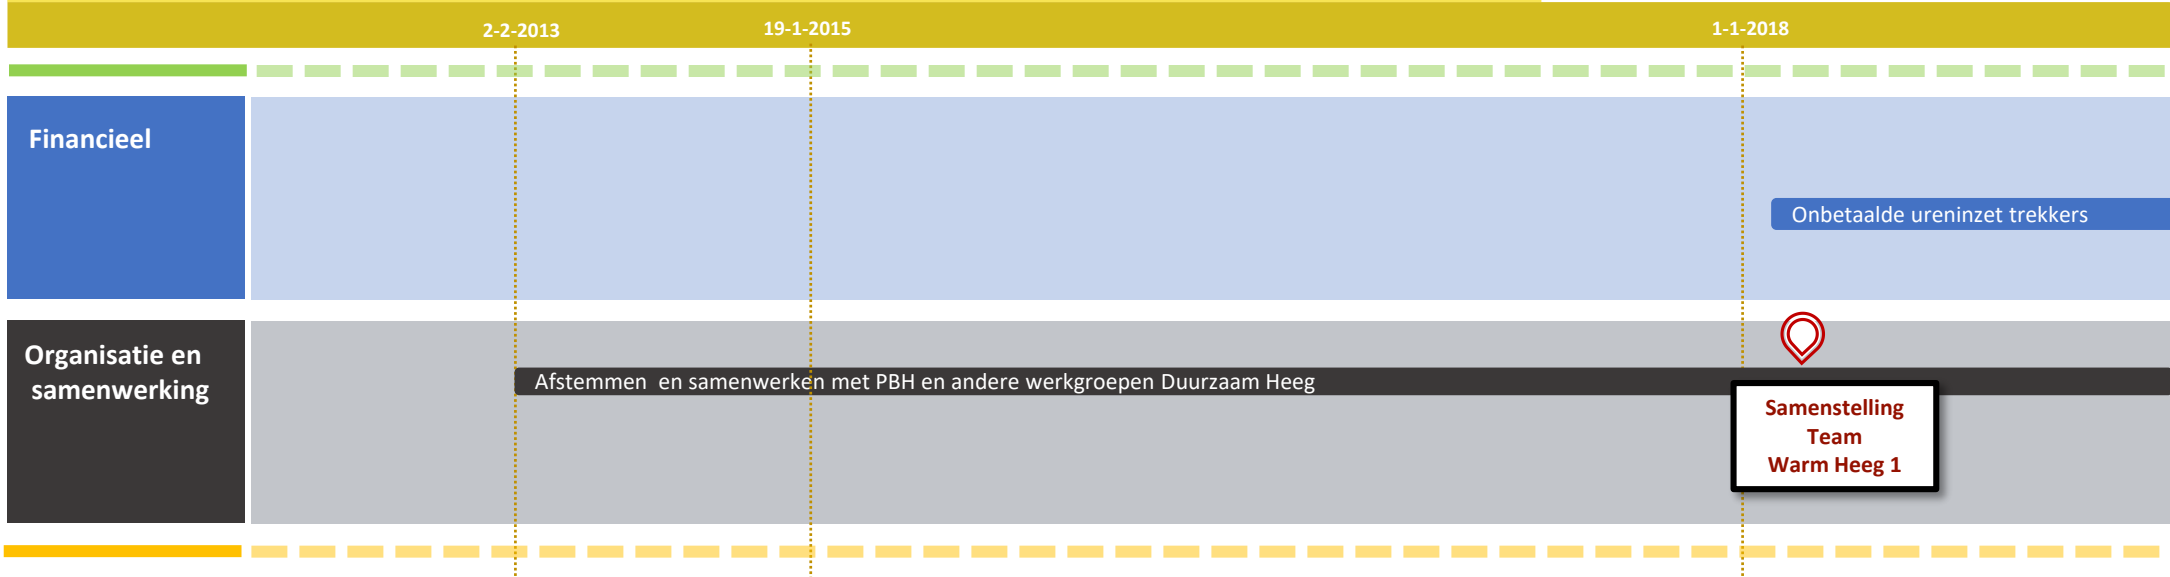 2-2-2013
19-1-2015
1-1-2018
Financieel
Onbetaalde ureninzet trekkers
Organisatie en
samenwerking
Afstemmen  en samenwerken met PBH en andere werkgroepen Duurzaam Heeg
Samenstelling
Team
Warm Heeg 1